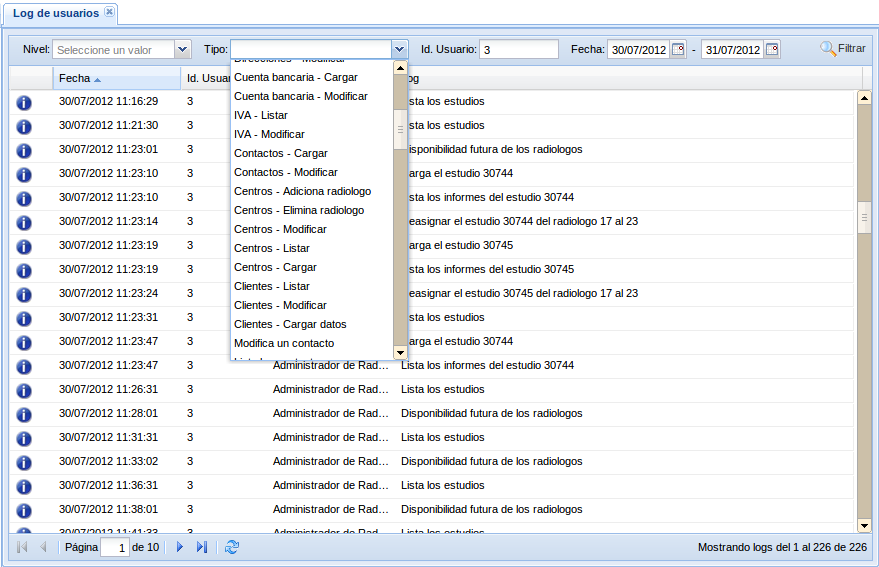 Log de usuarios
Nivel: Seleccione un valor Tipo: Id. Usuario: 3 Fecha: 30/07/2012 - 31/07/2012 Filtrar
Fecha Id. Usuar og
Direcciones - Modificar
Cuenta bancaria - Cargar
Cuenta bancaria - Modificar
IVA - Listar
IVA - Modificar
Contactos - Cargar
Contactos - Modificar
Centros - Adiciona radiologo
Centros - Elimina radiologo
Centros - Modificar
Centros - Listar
Centros - Cargar
Clientes - Listar
Clientes - Modificar
Clientes - Cargar datos
Modifica un contacto
30/07/2012 11:16:29 3 sta los estudios
30/07/2012 11:21:30 3 sta los estudios
30/07/2012 11:23:01 3 isponibilidad futura de los radiologos
30/07/2012 11:23:10 3 arga el estudio 30744
30/07/2012 11:23:10 3 sta los informes del estudio 30744
30/07/2012 11:23:14 3 easignar el estudio 30744 del radiologo 17 al 23
30/07/2012 11:23:19 3 arga el estudio 30745
30/07/2012 11:23:19 3 sta los informes del estudio 30745
30/07/2012 11:23:24 3 easignar el estudio 30745 del radiologo 17 al 23
30/07/2012 11:23:31 3 sta los estudios
30/07/2012 11:23:47 3 arga el estudio 30744
30/07/2012 11:23:47 3 Administrador de Rad... Lista los informes del estudio 30744
30/07/2012 11:26:31 3 Administrador de Rad... Lista los estudios
30/07/2012 11:28:01 3 Administrador de Rad... Disponibilidad futura de los radiologos
30/07/2012 11:31:31 3 Administrador de Rad... Lista los estudios
30/07/2012 11:33:02 3 Administrador de Rad... Disponibilidad futura de los radiologos
30/07/2012 11:36:31 3 Administrador de Rad... Lista los estudios
30/07/2012 11:38:01 3 Administrador de Rad... Disponibilidad futura de los radiologos
30/07/2012 11:41:33 3 Administrador de Rad... Lista los estudios
Página 1 de 10 Mostrando logs del 1 al 226 de 226